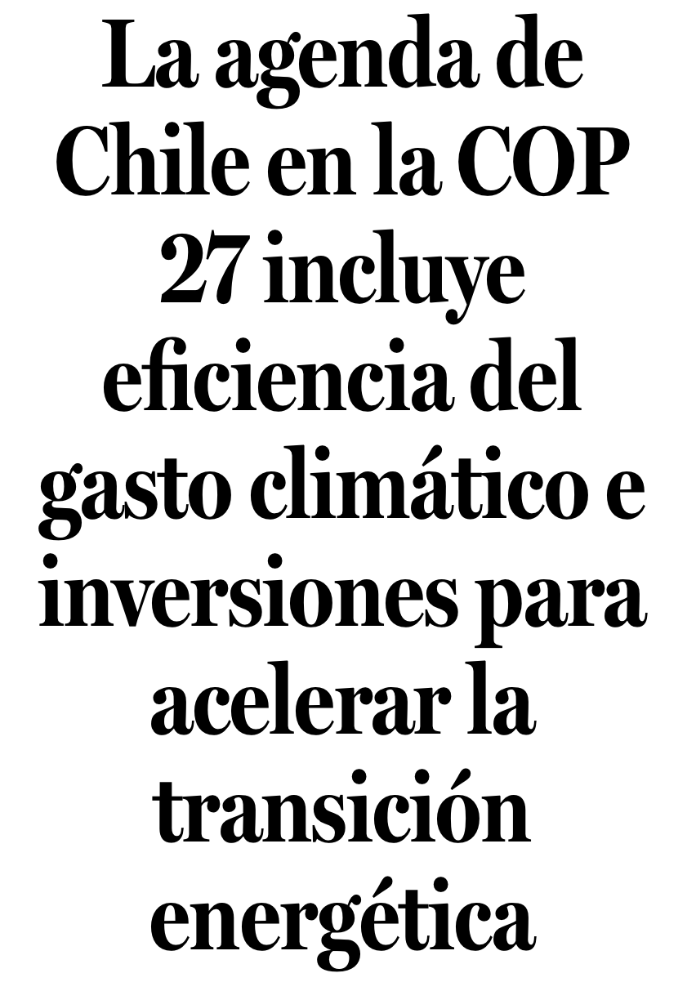 La agenda de
Chile en la COP
27 incluye
eficiencia del
gasto climático e
inversiones para
acelerar la
transición
energética